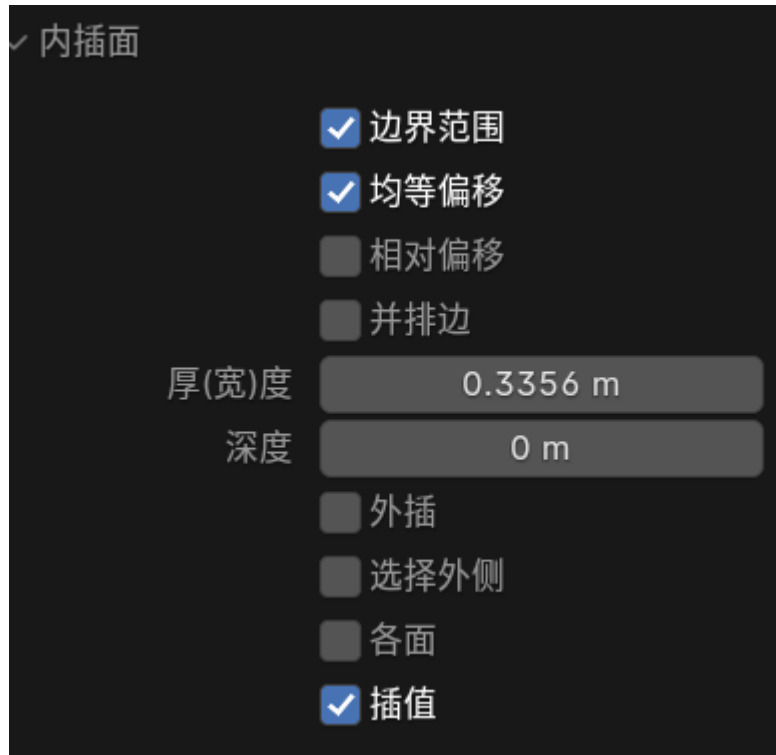 内插面
边界范围
均等偏移
相对偏移
并排边
厚(宽)度 0.3356 m
深度 0 m
外插
选择外侧
各面
插值